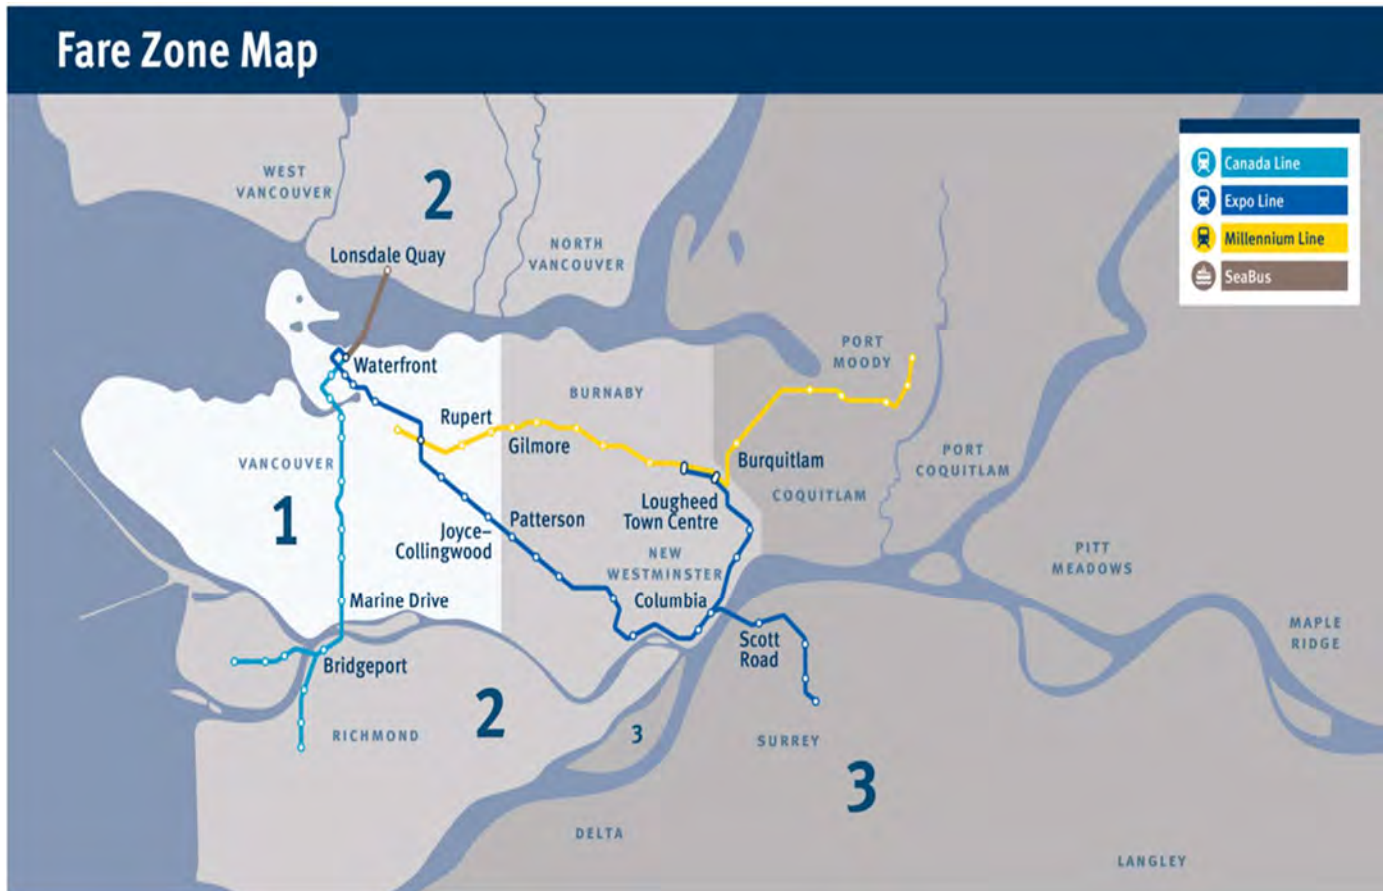 Fare Zone Map
Canada Line
Expo Line
Millennium Line
SeaBus
WEST
VANCOUVER
2
NORTH
VANCOUVER
Lonsdale Quay
Waterfront
PORT
MOODY
BURNABY
Rupert
Gilmore
Burquitlam
PORT
COQUITLAM
VANCOUVER
1
COQUITLAM
Lougheed
Town Centre
Patterson
Joyce–
Collingwood
NEW
WESTMINSTER
PITT
MEADOWS
Marine Drive
Columbia
Scott
Road
MAPLE
RIDGE
Bridgeport
2
RICHMOND
3
SURREY
3
DELTA
LANGLEY